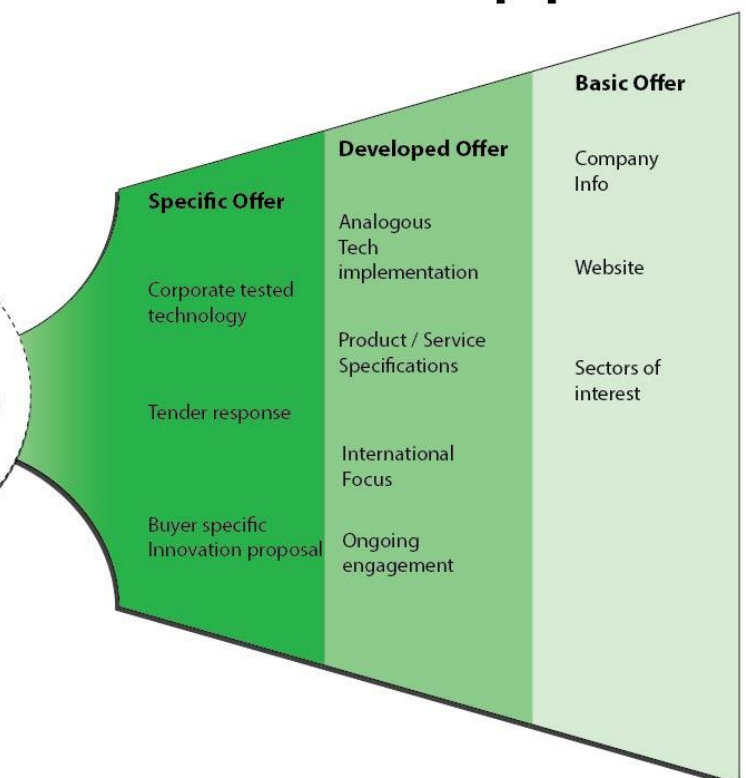 Specific Offer
Corporate tested
technology
Tender response
Buyer specific
Innovation proposal
Developed Offer
Analogous
Tech
implementation
Product / Service
Specifications
International
Focus
Ongoing
engagement
Basic Offer
Company
Info
Website
Sectors of
interest